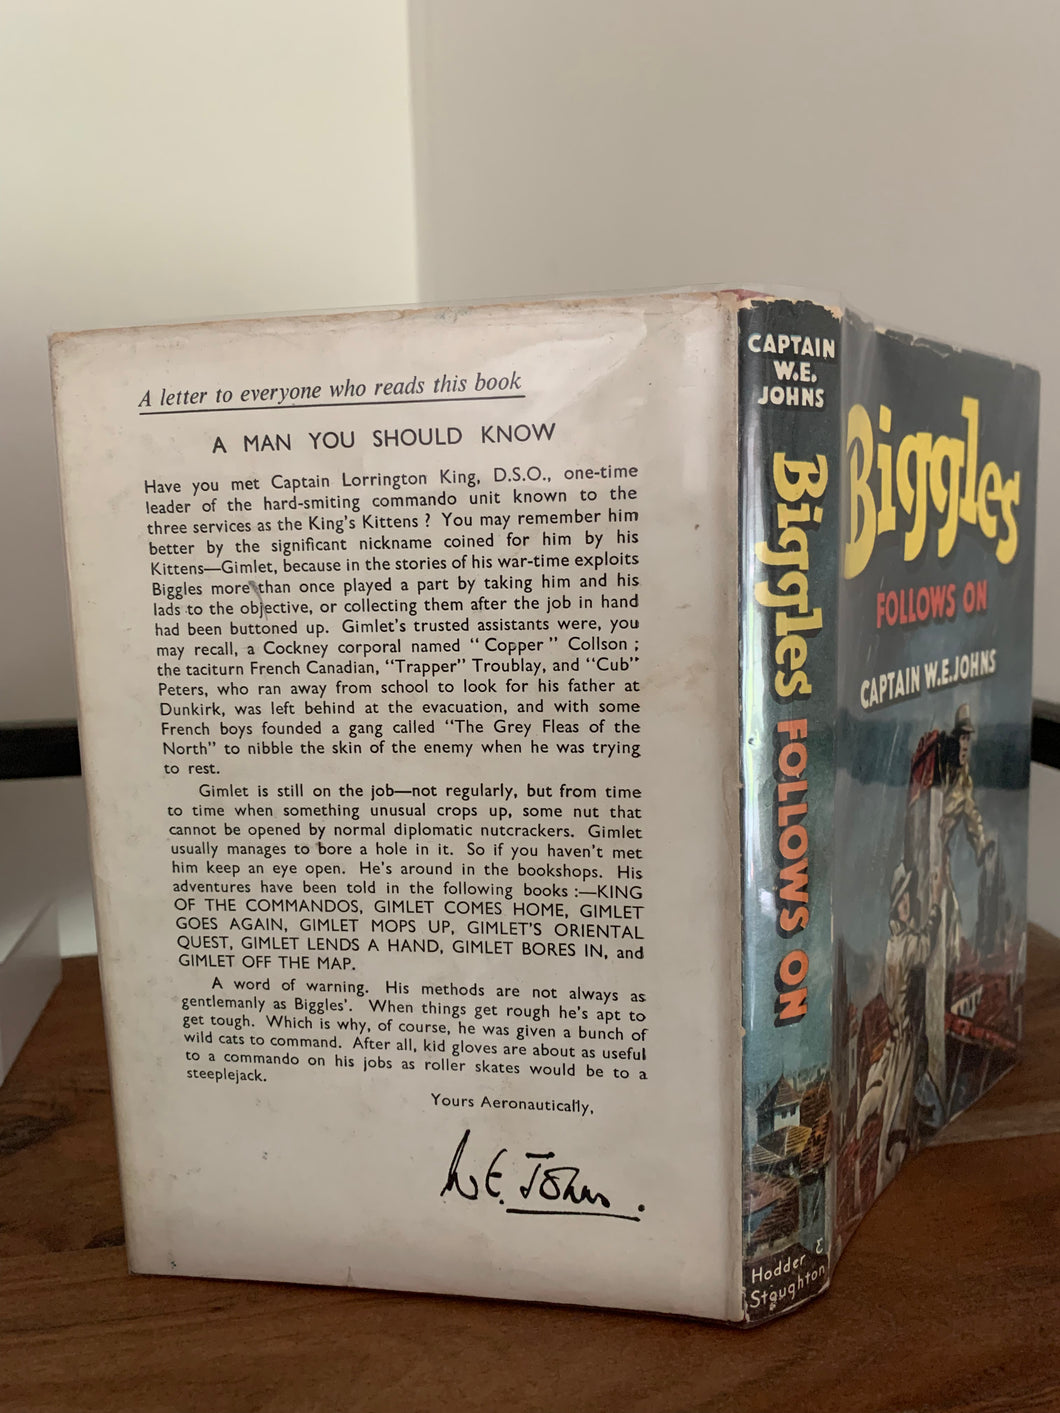 A letter to everyone who reads this book
A MAN YOU SHOULD KNOW
Have you met Captain Lorrington King, D.S.O., one-time
leader of the hard-smiting commando unit known to the
three services as the King's Kittens ? You may remember him
better by the significant nickname coined for him by his
Kittens—Gimlet, because in the stories of his war-time exploits
Biggles more than once played a part by taking him and his
lads to the objective, or collecting them after the job in hand
had been buttoned up. Gimlet's trusted assistants were, you
may recall, a Cockney corporal named "Copper" Collson ;
the taciturn French Canadian, "Trapper" Troublay, and "Cub"
Peters, who ran away from school to look for his father at
Dunkirk, was left behind at the evacuation, and with some
French boys founded a gang called "The Grey Fleas of the
North" to nibble the skin of the enemy when he was trying
to rest.
Gimlet is still on the job—not regularly, but from time
to time when something unusual crops up, some nut that
cannot be opened by normal diplomatic nutcrackers. Gimlet
usually manages to bore a hole in it. So if you haven't met
him keep an eye open. He's around in the bookshops. His
adventures have been told in the following books :—KING
OF THE COMMANDOS, GIMLET COMES HOME, GIMLET
GOES AGAIN, GIMLET MOPS UP, GIMLET'S ORIENTAL
QUEST, GIMLET LENDS A HAND, GIMLET BORES IN, and
GIMLET OFF THE MAP.
A word of warning. His methods are not always as
gentlemanly as Biggles'. When things get rough he's apt to
get tough. Which is why, of course, he was given a bunch of
wild cats to command. After all, kid gloves are about as useful
to a commando on his jobs as roller skates would be to a
steeplejack.
Yours Aeronautically,
W.E. Johns.
CAPTAIN
W.E.
JOHNS
Biggles FOLLOWS ON
Hodder &
Stoughton
Biggles
FOLLOWS ON
CAPTAIN W.E. JOHNS